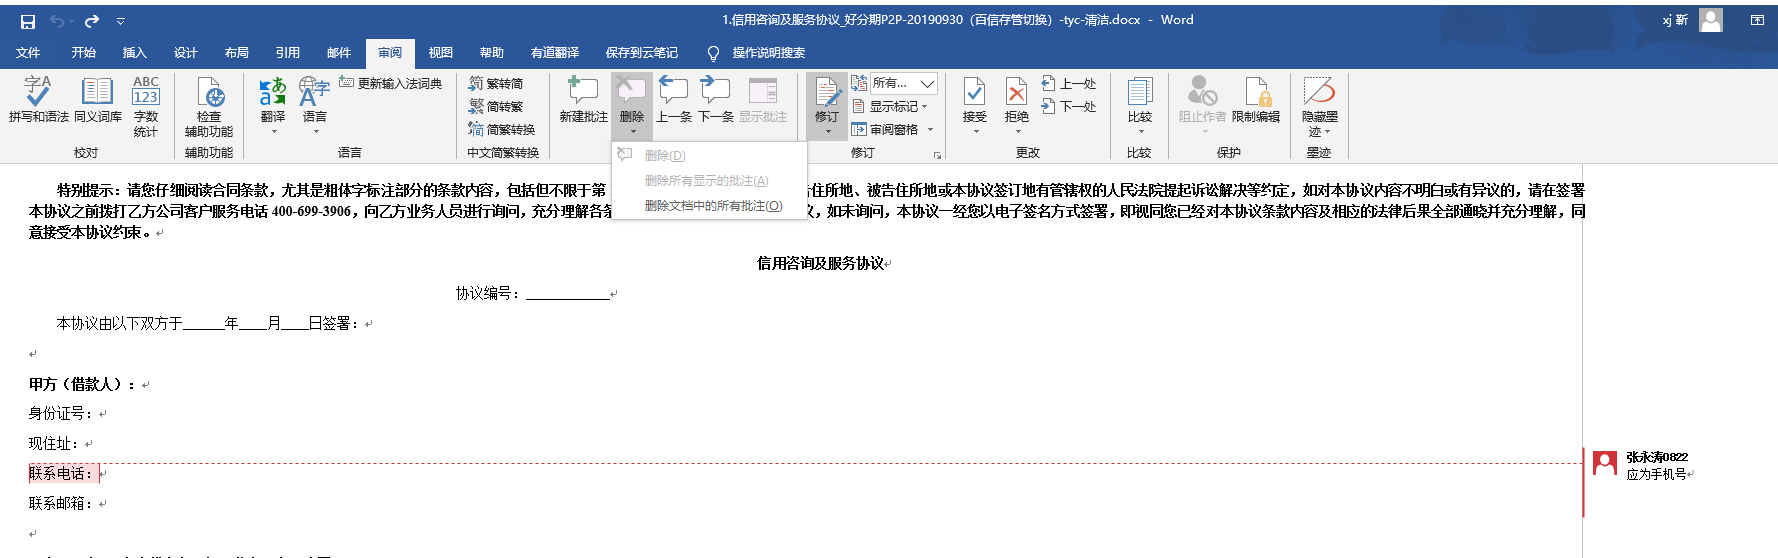 1.信用咨询及服务协议_好分期P2P-20190930（百信存管切换）-tyc-清洁.docx - Word
xj 靳
文件 开始 插入 设计 布局 引用 邮件 审阅 视图 帮助 有道翻译 保存到云笔记 操作说明搜索
拼写和语法 同义词库 字数统计
校对
检查辅助功能
辅助功能
翻译 语言 更新输入法词典
语言
繁转简
简转繁
简繁转换
中文简繁转换
新建批注 删除 上一条 下一条 显示批注
删除(D)
删除所有显示的批注(A)
删除文档中的所有批注(O)
修订 所有...
显示标记
审阅窗格
修订
接受 拒绝 上一处
下一处
更改
比较
比较
阻止作者 限制编辑
保护
隐藏墨迹
墨迹
特别提示：请您仔细阅读合同条款，尤其是粗体字标注部分的条款内容，包括但不限于第 告住所地、被告住所地或本协议签订地有管辖权的人民法院提起诉讼解决等约定，如对本协议内容不明白或有异议的，请在签署
本协议之前拨打乙方公司客户服务电话 400-699-3906，向乙方业务人员进行询问，充分理解各条 ，如未询问，本协议一经您以电子签名方式签署，即视同您已经对本协议条款内容及相应的法律后果全部通晓并充分理解，同
意接受本协议约束。
信用咨询及服务协议
协议编号：____________
本协议由以下双方于______年____月____日签署：
甲方（借款人）：
身份证号：
现住址：
联系电话：
联系邮箱：
张永涛0822
应为手机号